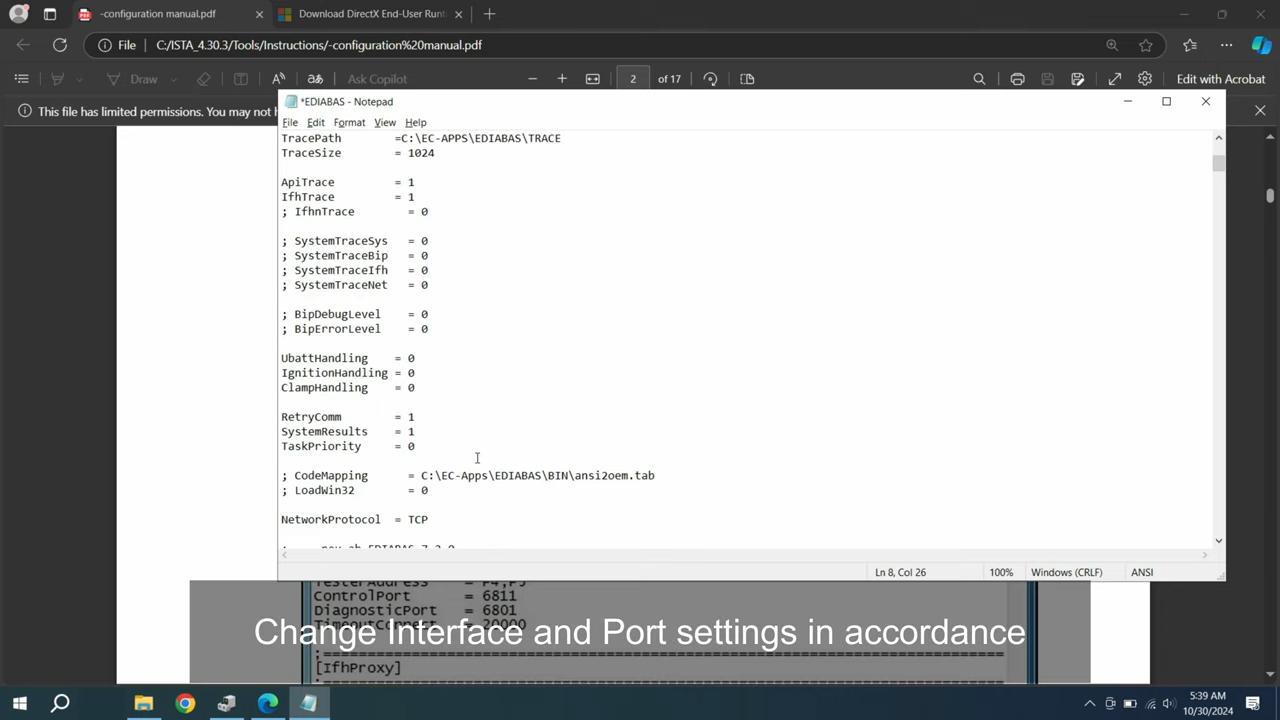 -configuration manual.pdf
Download DirectX End-User Runt
File
C:/ISTA_4.30.3/Tools/Instructions/-configuration%20manual.pdf
Draw
Ask Copilot
2
of 17
Edit with Acrobat
This file has limited permissions. You may not h
*EDIABAS - Notepad
File Edit Format View Help
TracePath =C:\EC-APPS\EDIABAS\TRACE
TraceSize = 1024
ApiTrace = 1
IfhTrace = 1
; IfhnTrace = 0
; SystemTraceSys = 0
; SystemTraceBip = 0
; SystemTraceIfh = 0
; SystemTraceNet = 0
; BipDebugLevel = 0
; BipErrorLevel = 0
UbattHandling = 0
IgnitionHandling = 0
ClampHandling = 0
RetryComm = 1
SystemResults = 1
TaskPriority = 0
; CodeMapping = C:\EC-Apps\EDIABAS\BIN\ansi2oem.tab
; LoadWin32 = 0
NetworkProtocol = TCP
Ln 8, Col 26
100%
Windows (CRLF)
ANSI
ControlPort = 6811
DiagnosticPort = 6801
Change Interface and Port settings in accordance
[IfhProxy]
5:39 AM
10/30/2024